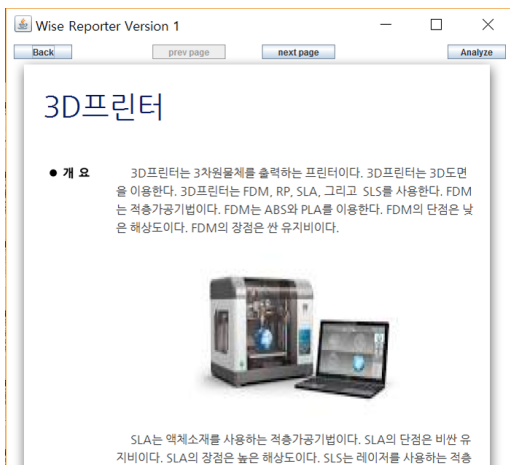 Wise Reporter Version 1
Back
prev page
next page
Analyze
3D프린터
● 개 요
3D프린터는 3차원물체를 출력하는 프린터이다. 3D프린터는 3D도면
을 이용한다. 3D프린터는 FDM, RP, SLA, 그리고 SLS를 사용한다. FDM
는 적층가공기법이다. FDM는 ABS와 PLA를 이용한다. FDM의 단점은 낮
은 해상도이다. FDM의 장점은 싼 유지비이다.
SLA는 액체소재를 사용하는 적층가공기법이다. SLA의 단점은 비싼 유
지비이다. SLA의 장점은 높은 해상도이다. SLS는 레이저를 사용하는 적층